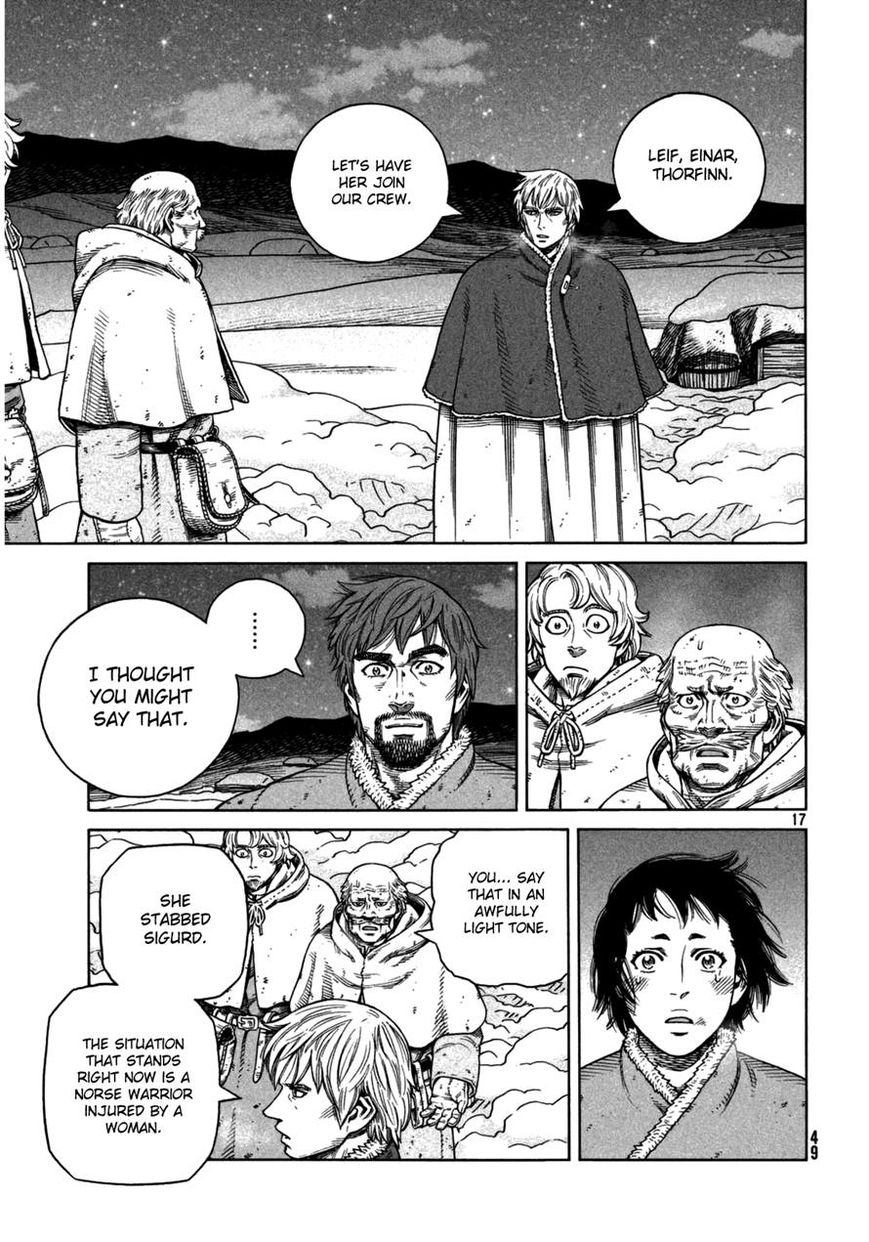 LEIF, EINAR,
THORFINN.
LET'S HAVE
HER JOIN
OUR CREW.
......
I THOUGHT
YOU MIGHT
SAY THAT.
17
YOU... SAY
THAT IN AN
AWFULLY
LIGHT TONE.
SHE
STABBED
SIGURD.
THE SITUATION
THAT STANDS
RIGHT NOW IS A
NORSE WARRIOR
INJURED BY A
WOMAN.
49